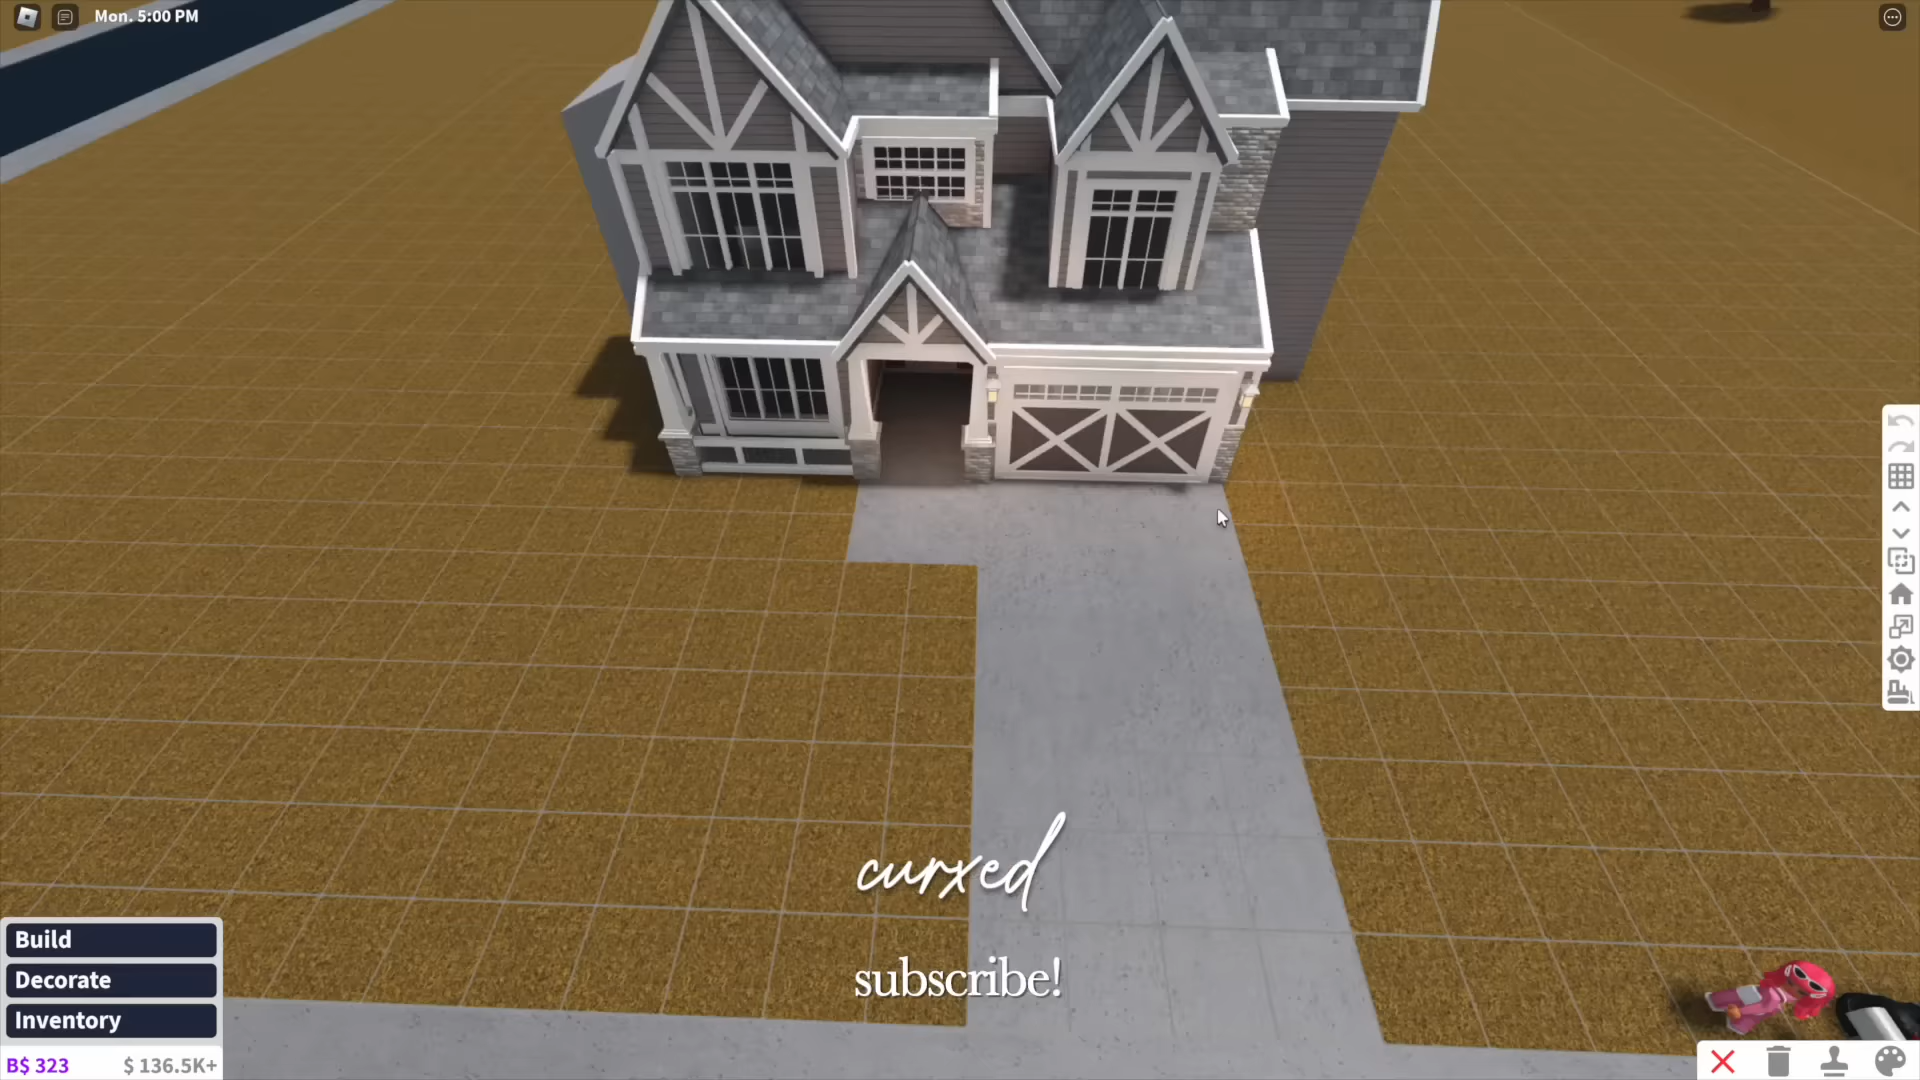 Mon. 5:00 PM
curxed
subscribe!
Build
Decorate
Inventory
B$ 323
$ 136.5K+